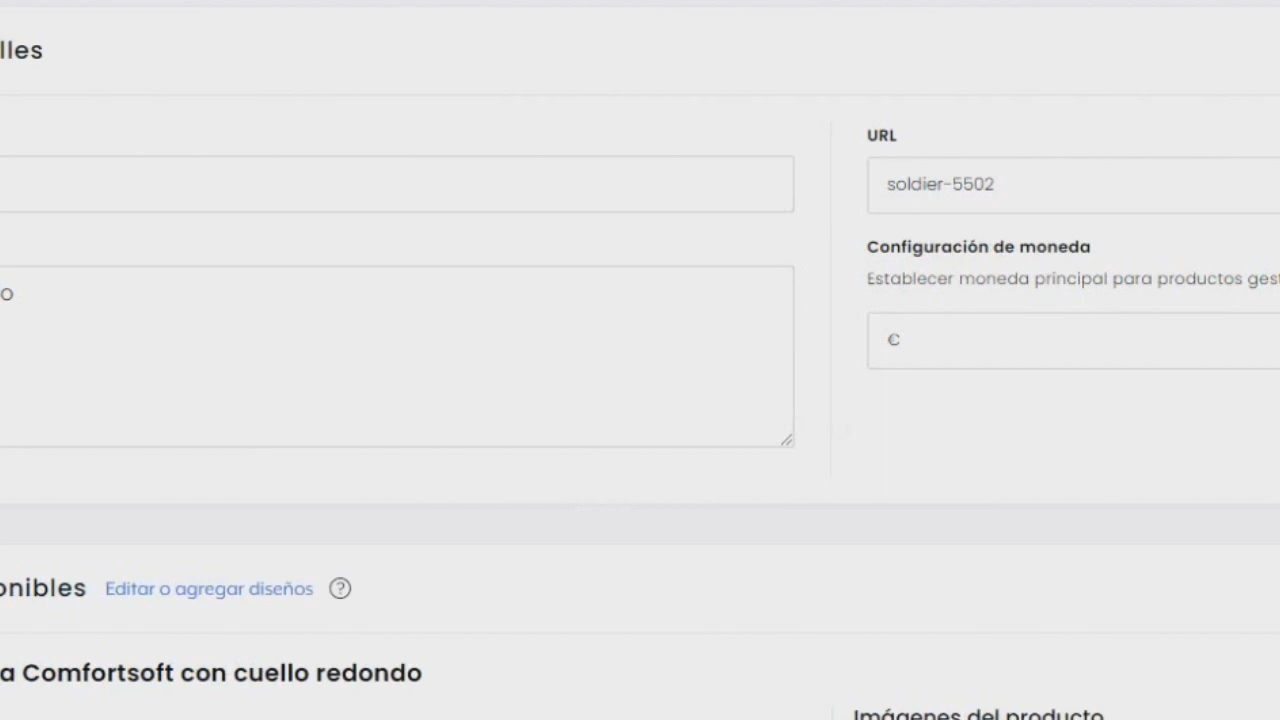 lles
URL
soldier-5502
Configuración de moneda
Establecer moneda principal para productos gest
€
o
onibles Editar o agregar diseños ?
a Comfortsoft con cuello redondo
Imágenes del producto